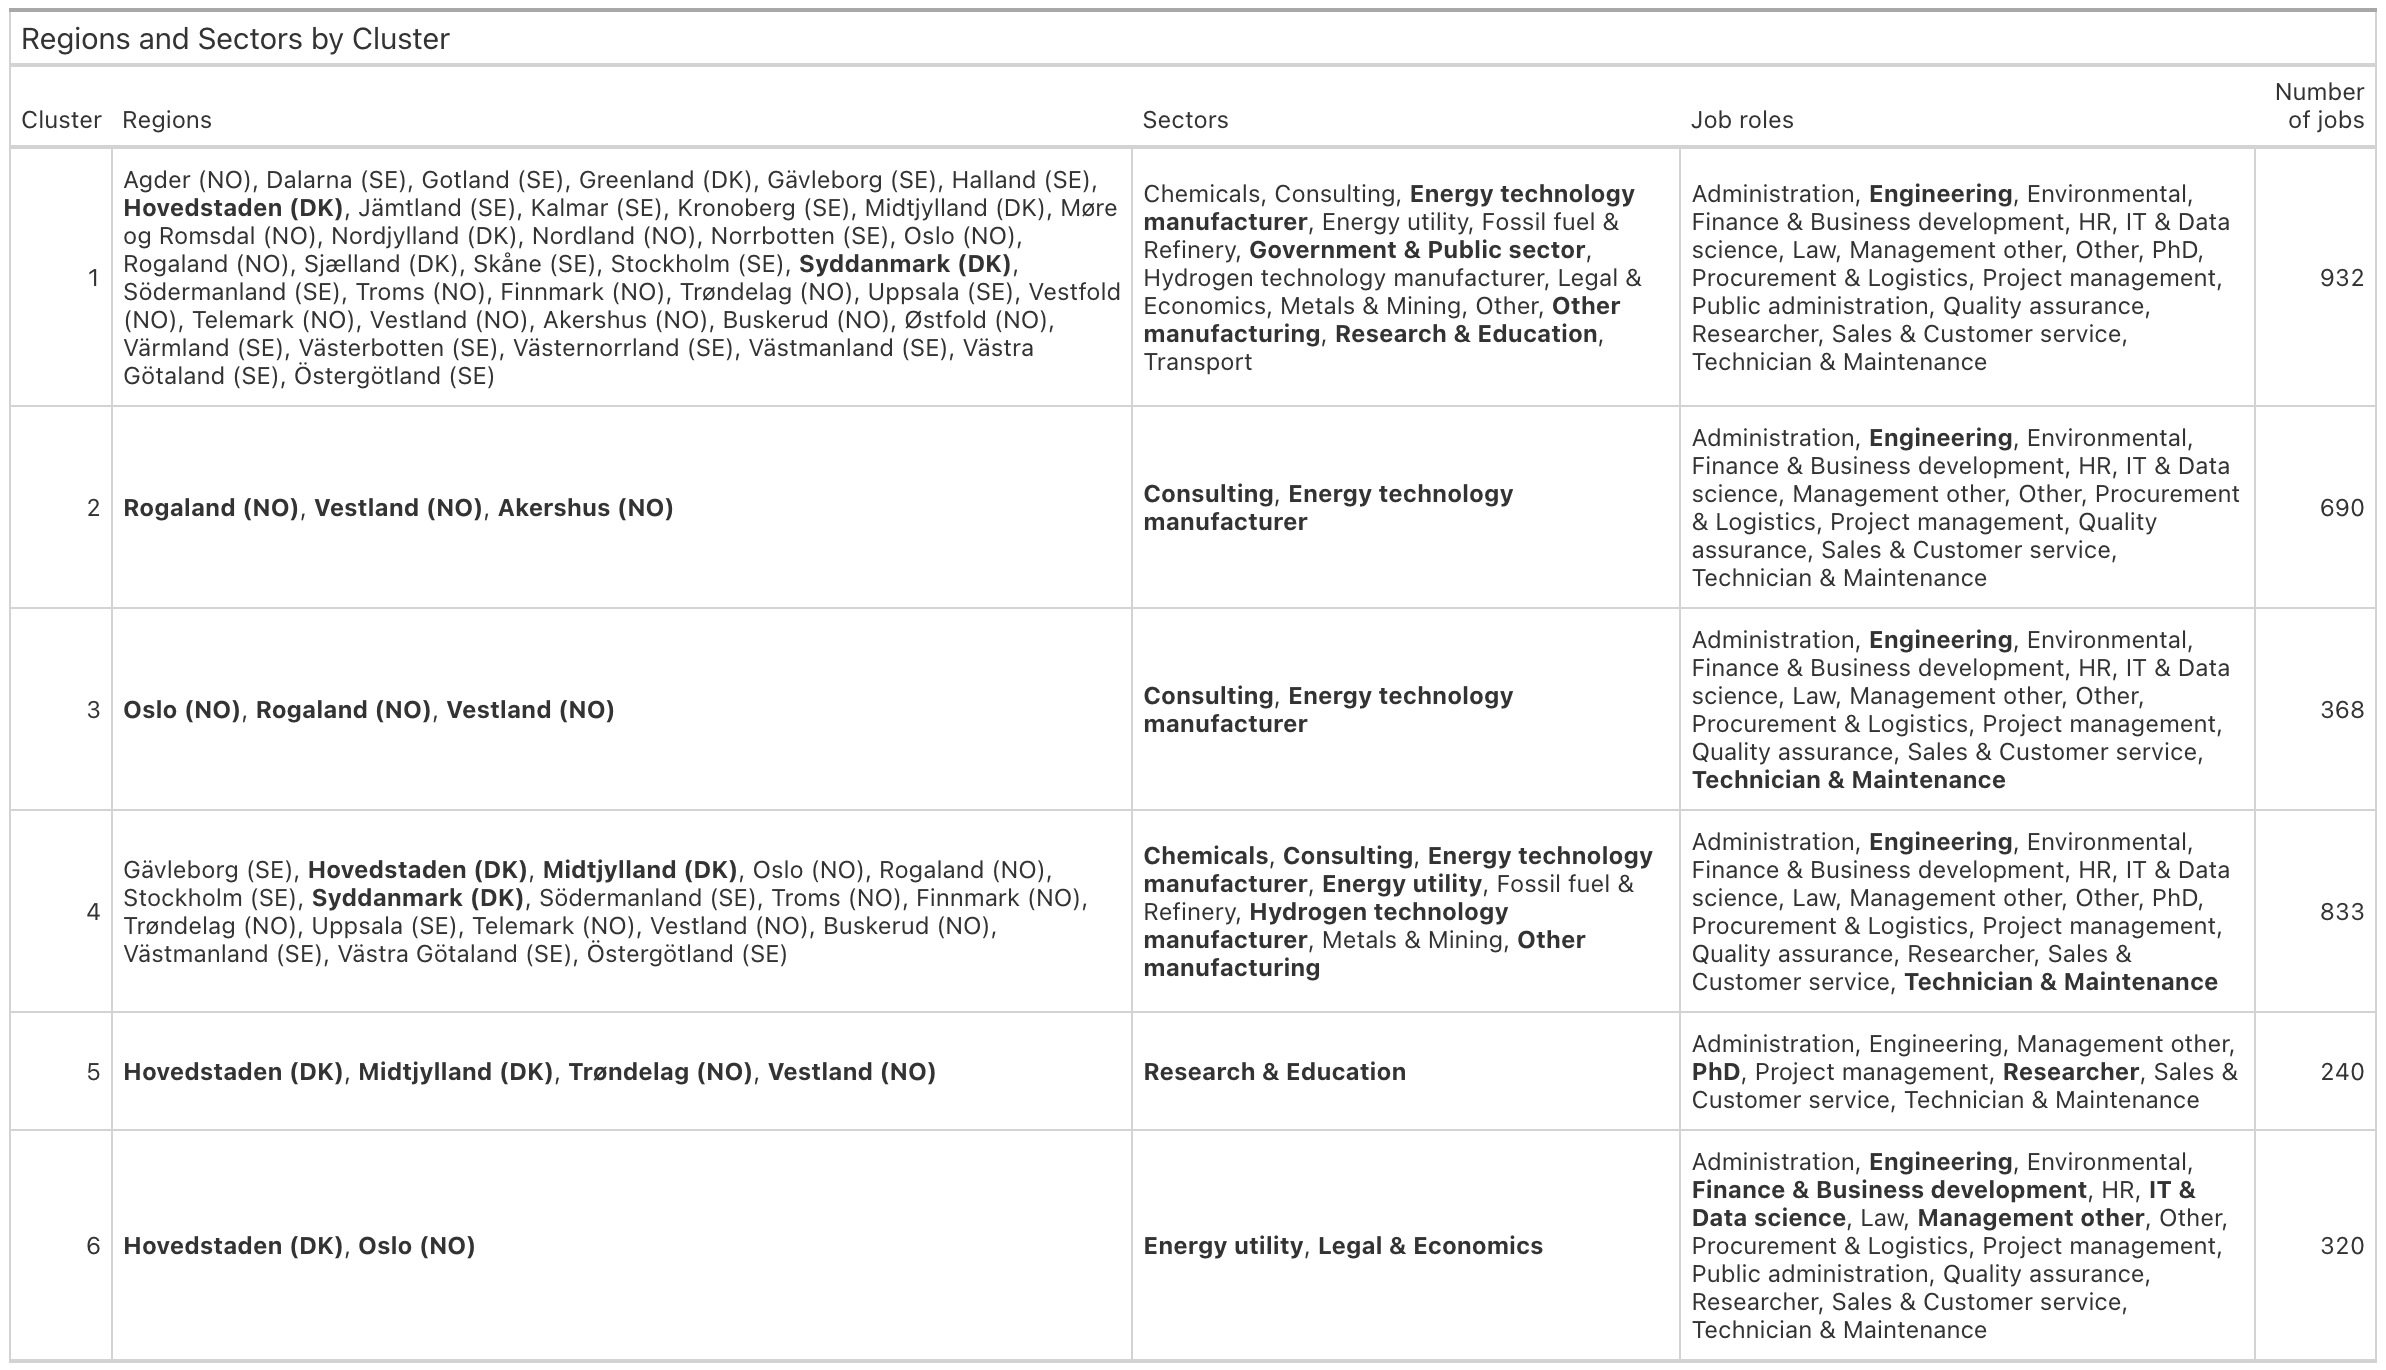 Regions and Sectors by Cluster
Cluster Regions Sectors Job roles Number of jobs
1
Agder (NO), Dalarna (SE), Gotland (SE), Greenland (DK), Gävleborg (SE), Halland (SE),
Hovedstaden (DK), Jämtland (SE), Kalmar (SE), Kronoberg (SE), Midtjylland (DK), Møre
og Romsdal (NO), Nordjylland (DK), Nordland (NO), Norrbotten (SE), Oslo (NO),
Rogaland (NO), Sjælland (DK), Skåne (SE), Stockholm (SE), Syddanmark (DK),
Södermanland (SE), Troms (NO), Finnmark (NO), Trøndelag (NO), Uppsala (SE), Vestfold
(NO), Telemark (NO), Vestland (NO), Akershus (NO), Buskerud (NO), Østfold (NO),
Värmland (SE), Västerbotten (SE), Västernorrland (SE), Västmanland (SE), Västra
Götaland (SE), Östergötland (SE)
Chemicals, Consulting, Energy technology
manufacturer, Energy utility, Fossil fuel &
Refinery, Government & Public sector,
Hydrogen technology manufacturer, Legal &
Economics, Metals & Mining, Other, Other
manufacturing, Research & Education,
Transport
Administration, Engineering, Environmental,
Finance & Business development, HR, IT & Data
science, Law, Management other, Other, PhD,
Procurement & Logistics, Project management,
Public administration, Quality assurance,
Researcher, Sales & Customer service,
Technician & Maintenance
932
2
Rogaland (NO), Vestland (NO), Akershus (NO)
Consulting, Energy technology
manufacturer
Administration, Engineering, Environmental,
Finance & Business development, HR, IT & Data
science, Management other, Other, Procurement
& Logistics, Project management, Quality
assurance, Sales & Customer service,
Technician & Maintenance
690
3
Oslo (NO), Rogaland (NO), Vestland (NO)
Consulting, Energy technology
manufacturer
Administration, Engineering, Environmental,
Finance & Business development, HR, IT & Data
science, Law, Management other, Other,
Procurement & Logistics, Project management,
Quality assurance, Sales & Customer service,
Technician & Maintenance
368
4
Gävleborg (SE), Hovedstaden (DK), Midtjylland (DK), Oslo (NO), Rogaland (NO),
Stockholm (SE), Syddanmark (DK), Södermanland (SE), Troms (NO), Finnmark (NO),
Trøndelag (NO), Uppsala (SE), Telemark (NO), Vestland (NO), Buskerud (NO),
Västmanland (SE), Västra Götaland (SE), Östergötland (SE)
Chemicals, Consulting, Energy technology
manufacturer, Energy utility, Fossil fuel &
Refinery, Hydrogen technology
manufacturer, Metals & Mining, Other
manufacturing
Administration, Engineering, Environmental,
Finance & Business development, HR, IT & Data
science, Law, Management other, Other, PhD,
Procurement & Logistics, Project management,
Quality assurance, Researcher, Sales &
Customer service, Technician & Maintenance
833
5
Hovedstaden (DK), Midtjylland (DK), Trøndelag (NO), Vestland (NO)
Research & Education
Administration, Engineering, Management other,
PhD, Project management, Researcher, Sales &
Customer service, Technician & Maintenance
240
6
Hovedstaden (DK), Oslo (NO)
Energy utility, Legal & Economics
Administration, Engineering, Environmental,
Finance & Business development, HR, IT &
Data science, Law, Management other, Other,
Procurement & Logistics, Project management,
Public administration, Quality assurance,
Researcher, Sales & Customer service,
Technician & Maintenance
320